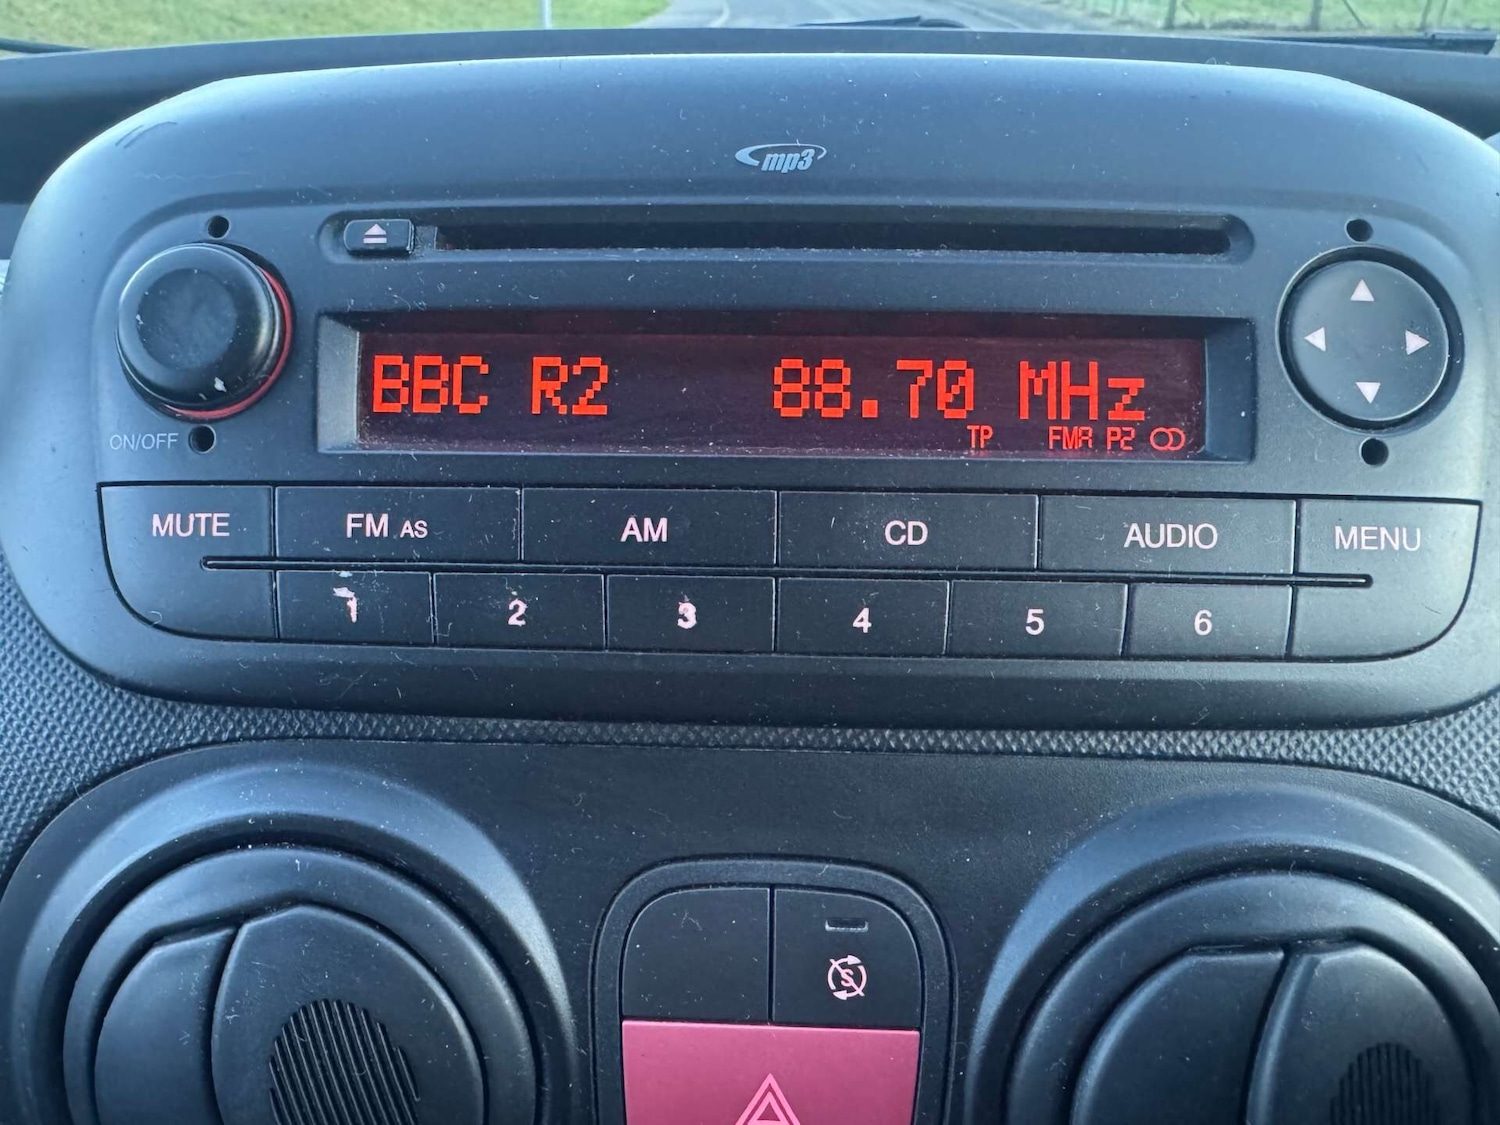 mp3
BBC R2 88.70 MHz
TP FMA P2
ON/OFF
MUTE FM AS AM CD AUDIO MENU
1 2 3 4 5 6
S